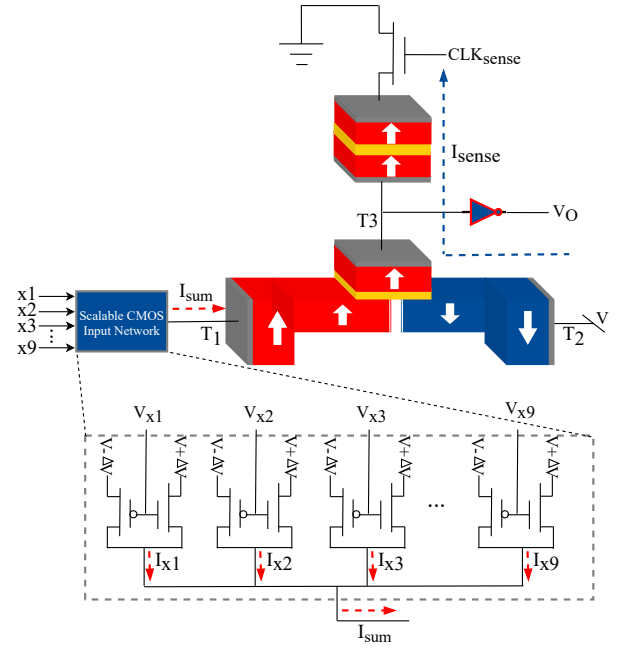 CLKsense
Isense
T3
VO
x1
x2
x3
⋮
x9
Scalable CMOS
Input Network
Isum
T1
T2
V
Vx1
Vx2
Vx3
Vx9
V-ΔV
V+ΔV
V-ΔV
V+ΔV
V-ΔV
V+ΔV
V-ΔV
V+ΔV
...
Ix1
Ix2
Ix3
Ix9
Isum